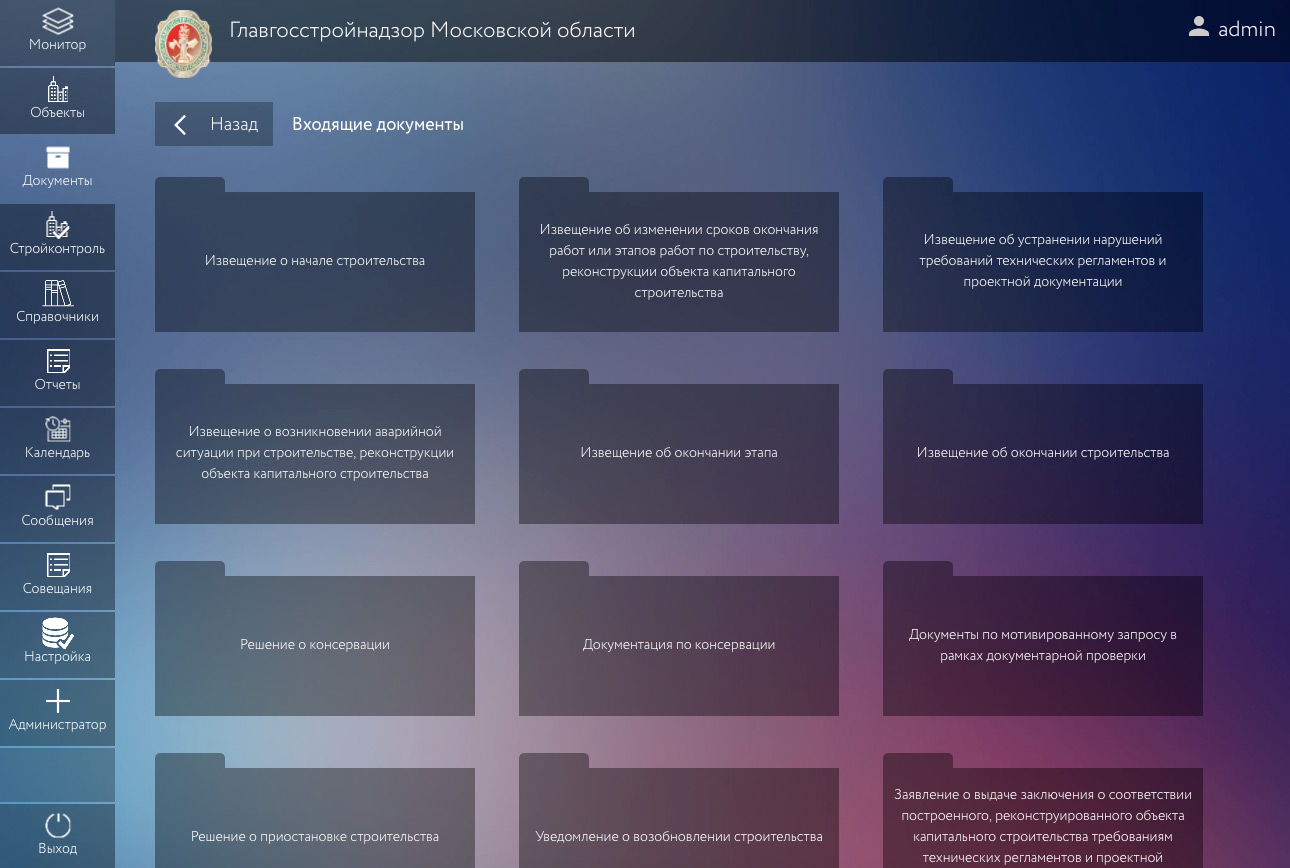 Монитор
Объекты
Документы
Стройконтроль
Справочники
Отчеты
Календарь
Сообщения
Совещания
Настройка
Администратор
Выход
Главгосстройнадзор Московской области
admin
Назад
Входящие документы
Извещение о начале строительства
Извещение об изменении сроков окончания
работ или этапов работ по строительству,
реконструкции объекта капитального
строительства
Извещение об устранении нарушений
требований технических регламентов и
проектной документации
Извещение о возникновении аварийной
ситуации при строительстве, реконструкции
объекта капитального строительства
Извещение об окончании этапа
Извещение об окончании строительства
Решение о консервации
Документация по консервации
Документы по мотивированному запросу в
рамках документарной проверки
Решение о приостановке строительства
Уведомление о возобновлении строительства
Заявление о выдаче заключения о соответствии
построенного, реконструированного объекта
капитального строительства требованиям
технических регламентов и проектной